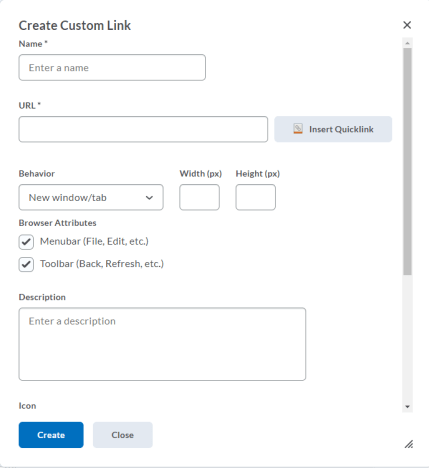 Create Custom Link
Name *
Enter a name
URL *
Insert Quicklink
Behavior Width (px) Height (px)
New window/tab
Browser Attributes
Menubar (File, Edit, etc.)
Toolbar (Back, Refresh, etc.)
Description
Enter a description
Icon
Create Close